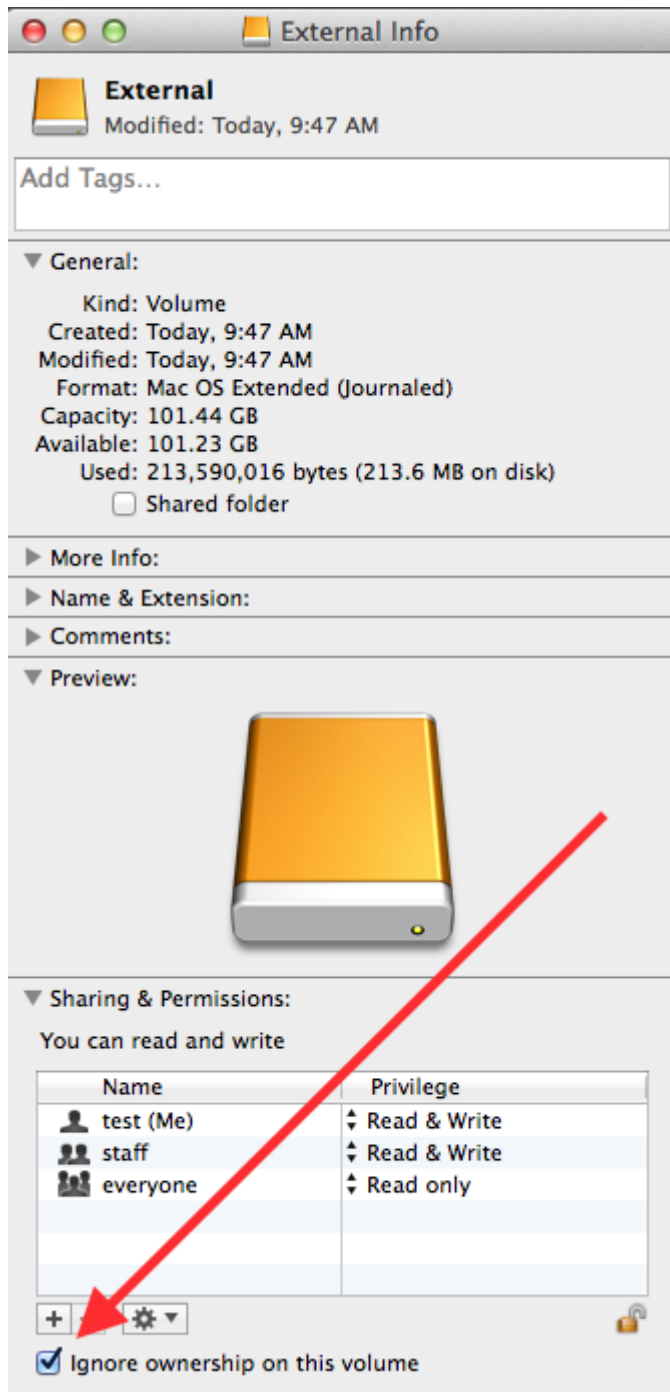 External Info
External
Modified: Today, 9:47 AM
Add Tags...
General:
Kind: Volume
Created: Today, 9:47 AM
Modified: Today, 9:47 AM
Format: Mac OS Extended (Journaled)
Capacity: 101.44 GB
Available: 101.23 GB
Used: 213,590,016 bytes (213.6 MB on disk)
Shared folder
More Info:
Name & Extension:
Comments:
Preview:
Sharing & Permissions:
You can read and write
Name Privilege
test (Me) Read & Write
staff Read & Write
everyone Read only
Ignore ownership on this volume